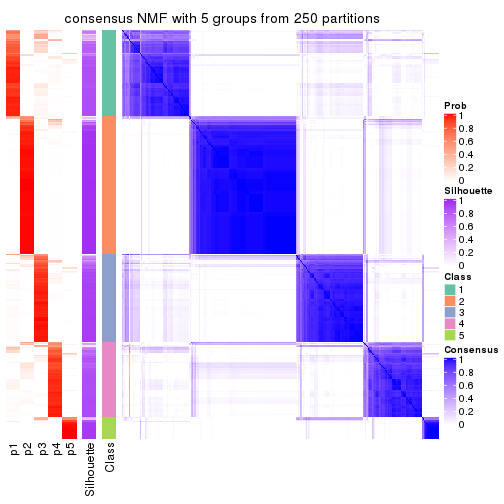 consensus NMF with 5 groups from 250 partitions
Prob
1
0.8
0.6
0.4
0.2
0
Silhouette
1
0.8
0.6
0.4
0.2
0
Class
1
2
3
4
5
Consensus
1
0.8
0.6
0.4
0.2
0
p1
p2
p3
p4
p5
Silhouette
Class